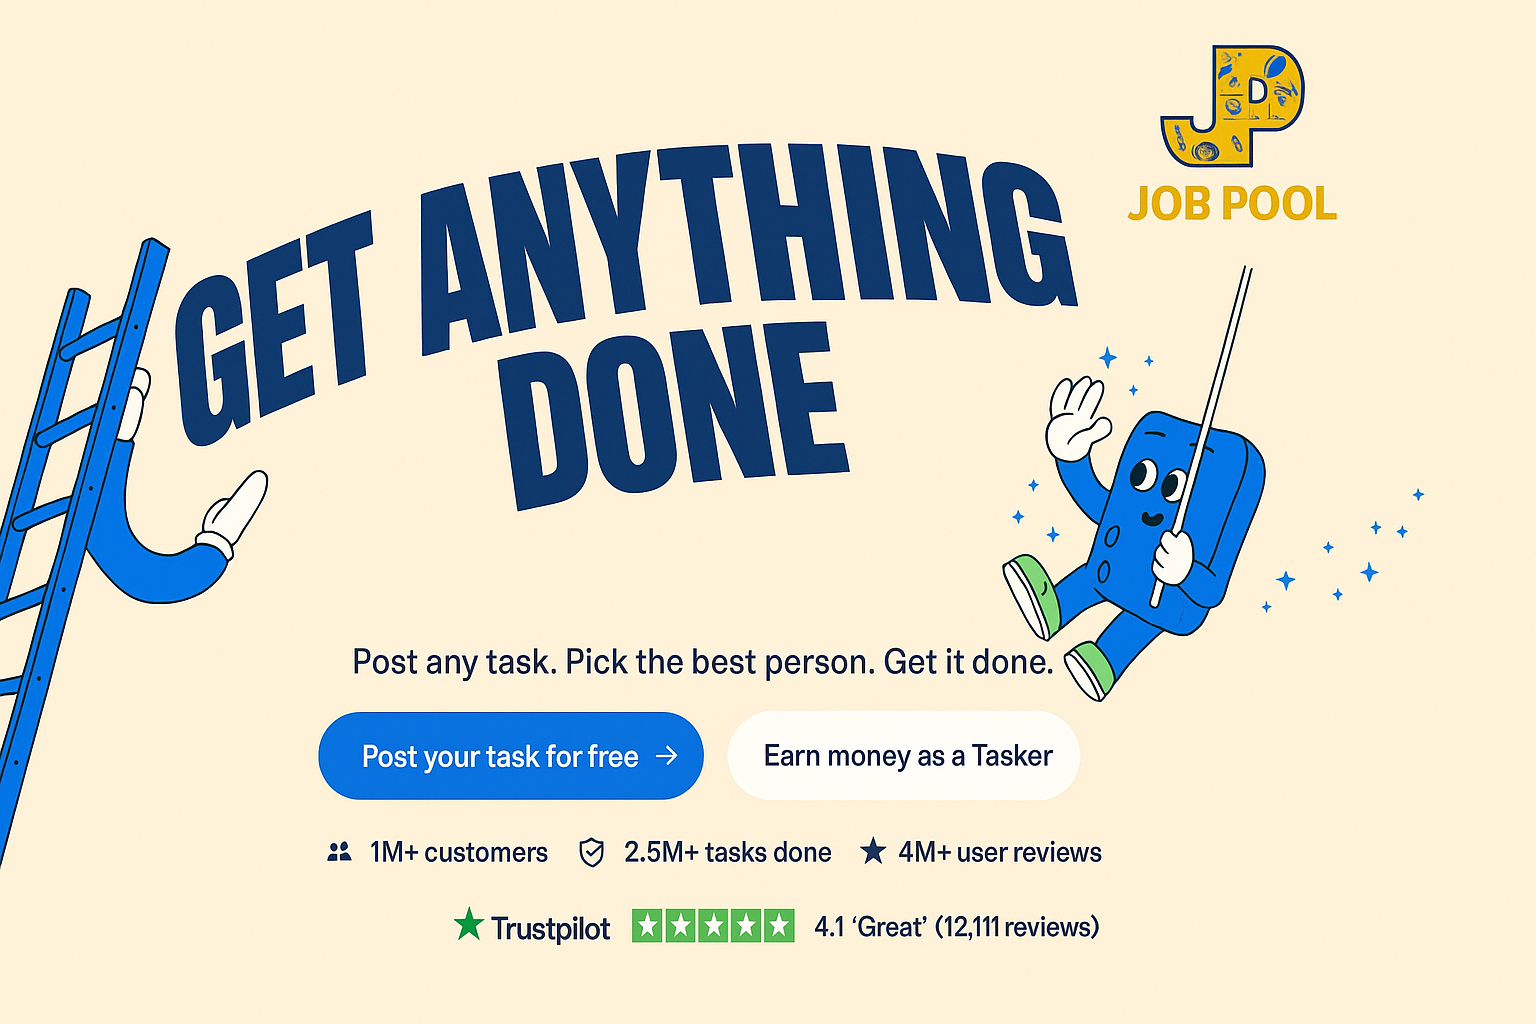 JP
JOB POOL
GET ANYTHING
DONE
Post any task. Pick the best person. Get it done.
Post your task for free →
Earn money as a Tasker
1M+ customers
2.5M+ tasks done
4M+ user reviews
Trustpilot
4.1 ‘Great’ (12,111 reviews)